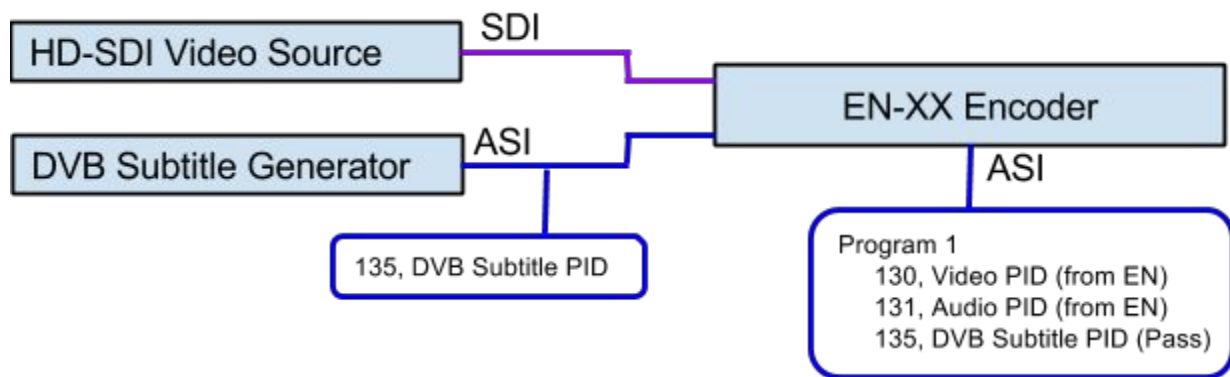 HD-SDI Video Source
SDI
EN-XX Encoder
DVB Subtitle Generator
ASI
ASI
135, DVB Subtitle PID
Program 1
130, Video PID (from EN)
131, Audio PID (from EN)
135, DVB Subtitle PID (Pass)